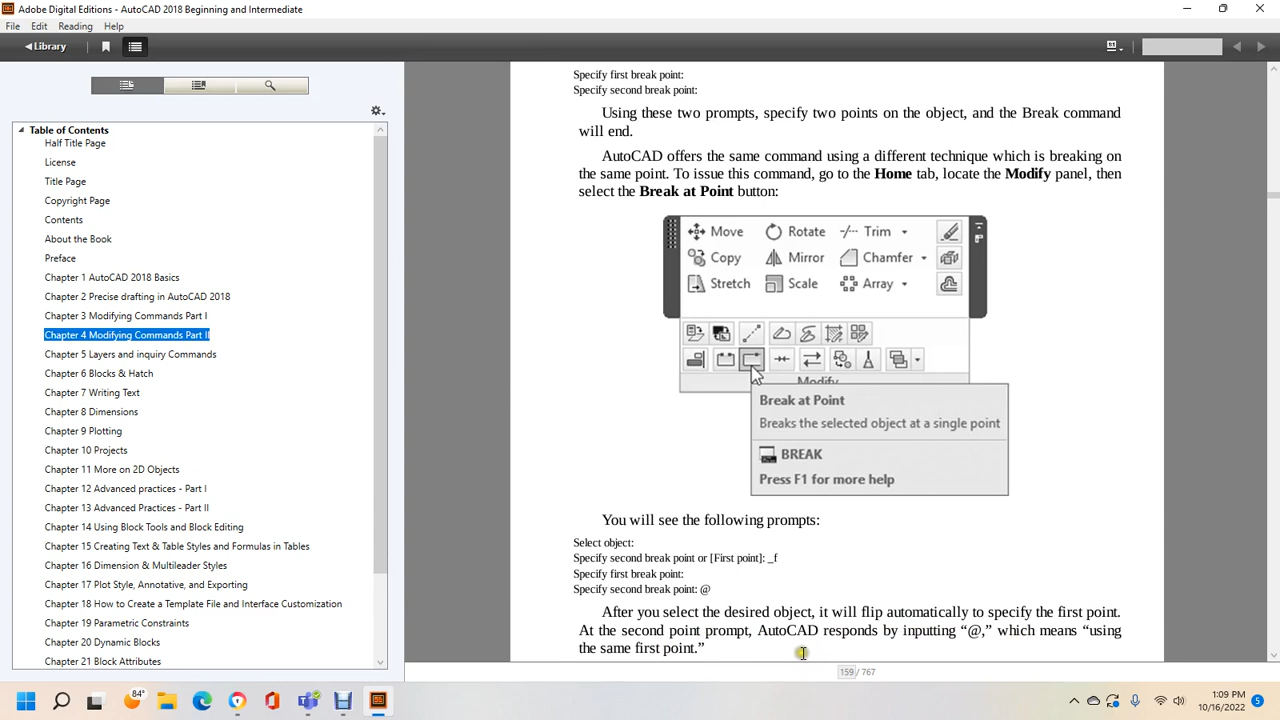 Adobe Digital Editions - AutoCAD 2018 Beginning and Intermediate
File Edit Reading Help
Library
Table of Contents
Half Title Page
License
Title Page
Copyright Page
Contents
About the Book
Preface
Chapter 1 AutoCAD 2018 Basics
Chapter 2 Precise drafting in AutoCAD 2018
Chapter 3 Modifying Commands Part I
Chapter 4 Modifying Commands Part II
Chapter 5 Layers and inquiry Commands
Chapter 6 Blocks & Hatch
Chapter 7 Writing Text
Chapter 8 Dimensions
Chapter 9 Plotting
Chapter 10 Projects
Chapter 11 More on 2D Objects
Chapter 12 Advanced practices - Part I
Chapter 13 Advanced Practices - Part II
Chapter 14 Using Block Tools and Block Editing
Chapter 15 Creating Text & Table Styles and Formulas in Tables
Chapter 16 Dimension & Multileader Styles
Chapter 17 Plot Style, Annotative, and Exporting
Chapter 18 How to Create a Template File and Interface Customization
Chapter 19 Parametric Constraints
Chapter 20 Dynamic Blocks
Chapter 21 Block Attributes
Specify first break point:
Specify second break point:
Using these two prompts, specify two points on the object, and the Break command
will end.
AutoCAD offers the same command using a different technique which is breaking on
the same point. To issue this command, go to the Home tab, locate the Modify panel, then
select the Break at Point button:
Move Rotate Trim
Copy Mirror Chamfer
Stretch Scale Array
Modify
Break at Point
Breaks the selected object at a single point
BREAK
Press F1 for more help
You will see the following prompts:
Select object:
Specify second break point or [First point]: _f
Specify first break point:
Specify second break point: @
After you select the desired object, it will flip automatically to specify the first point.
At the second point prompt, AutoCAD responds by inputting “@,” which means “using
the same first point.”
159 / 767
84°
1:09 PM
10/16/2022
5